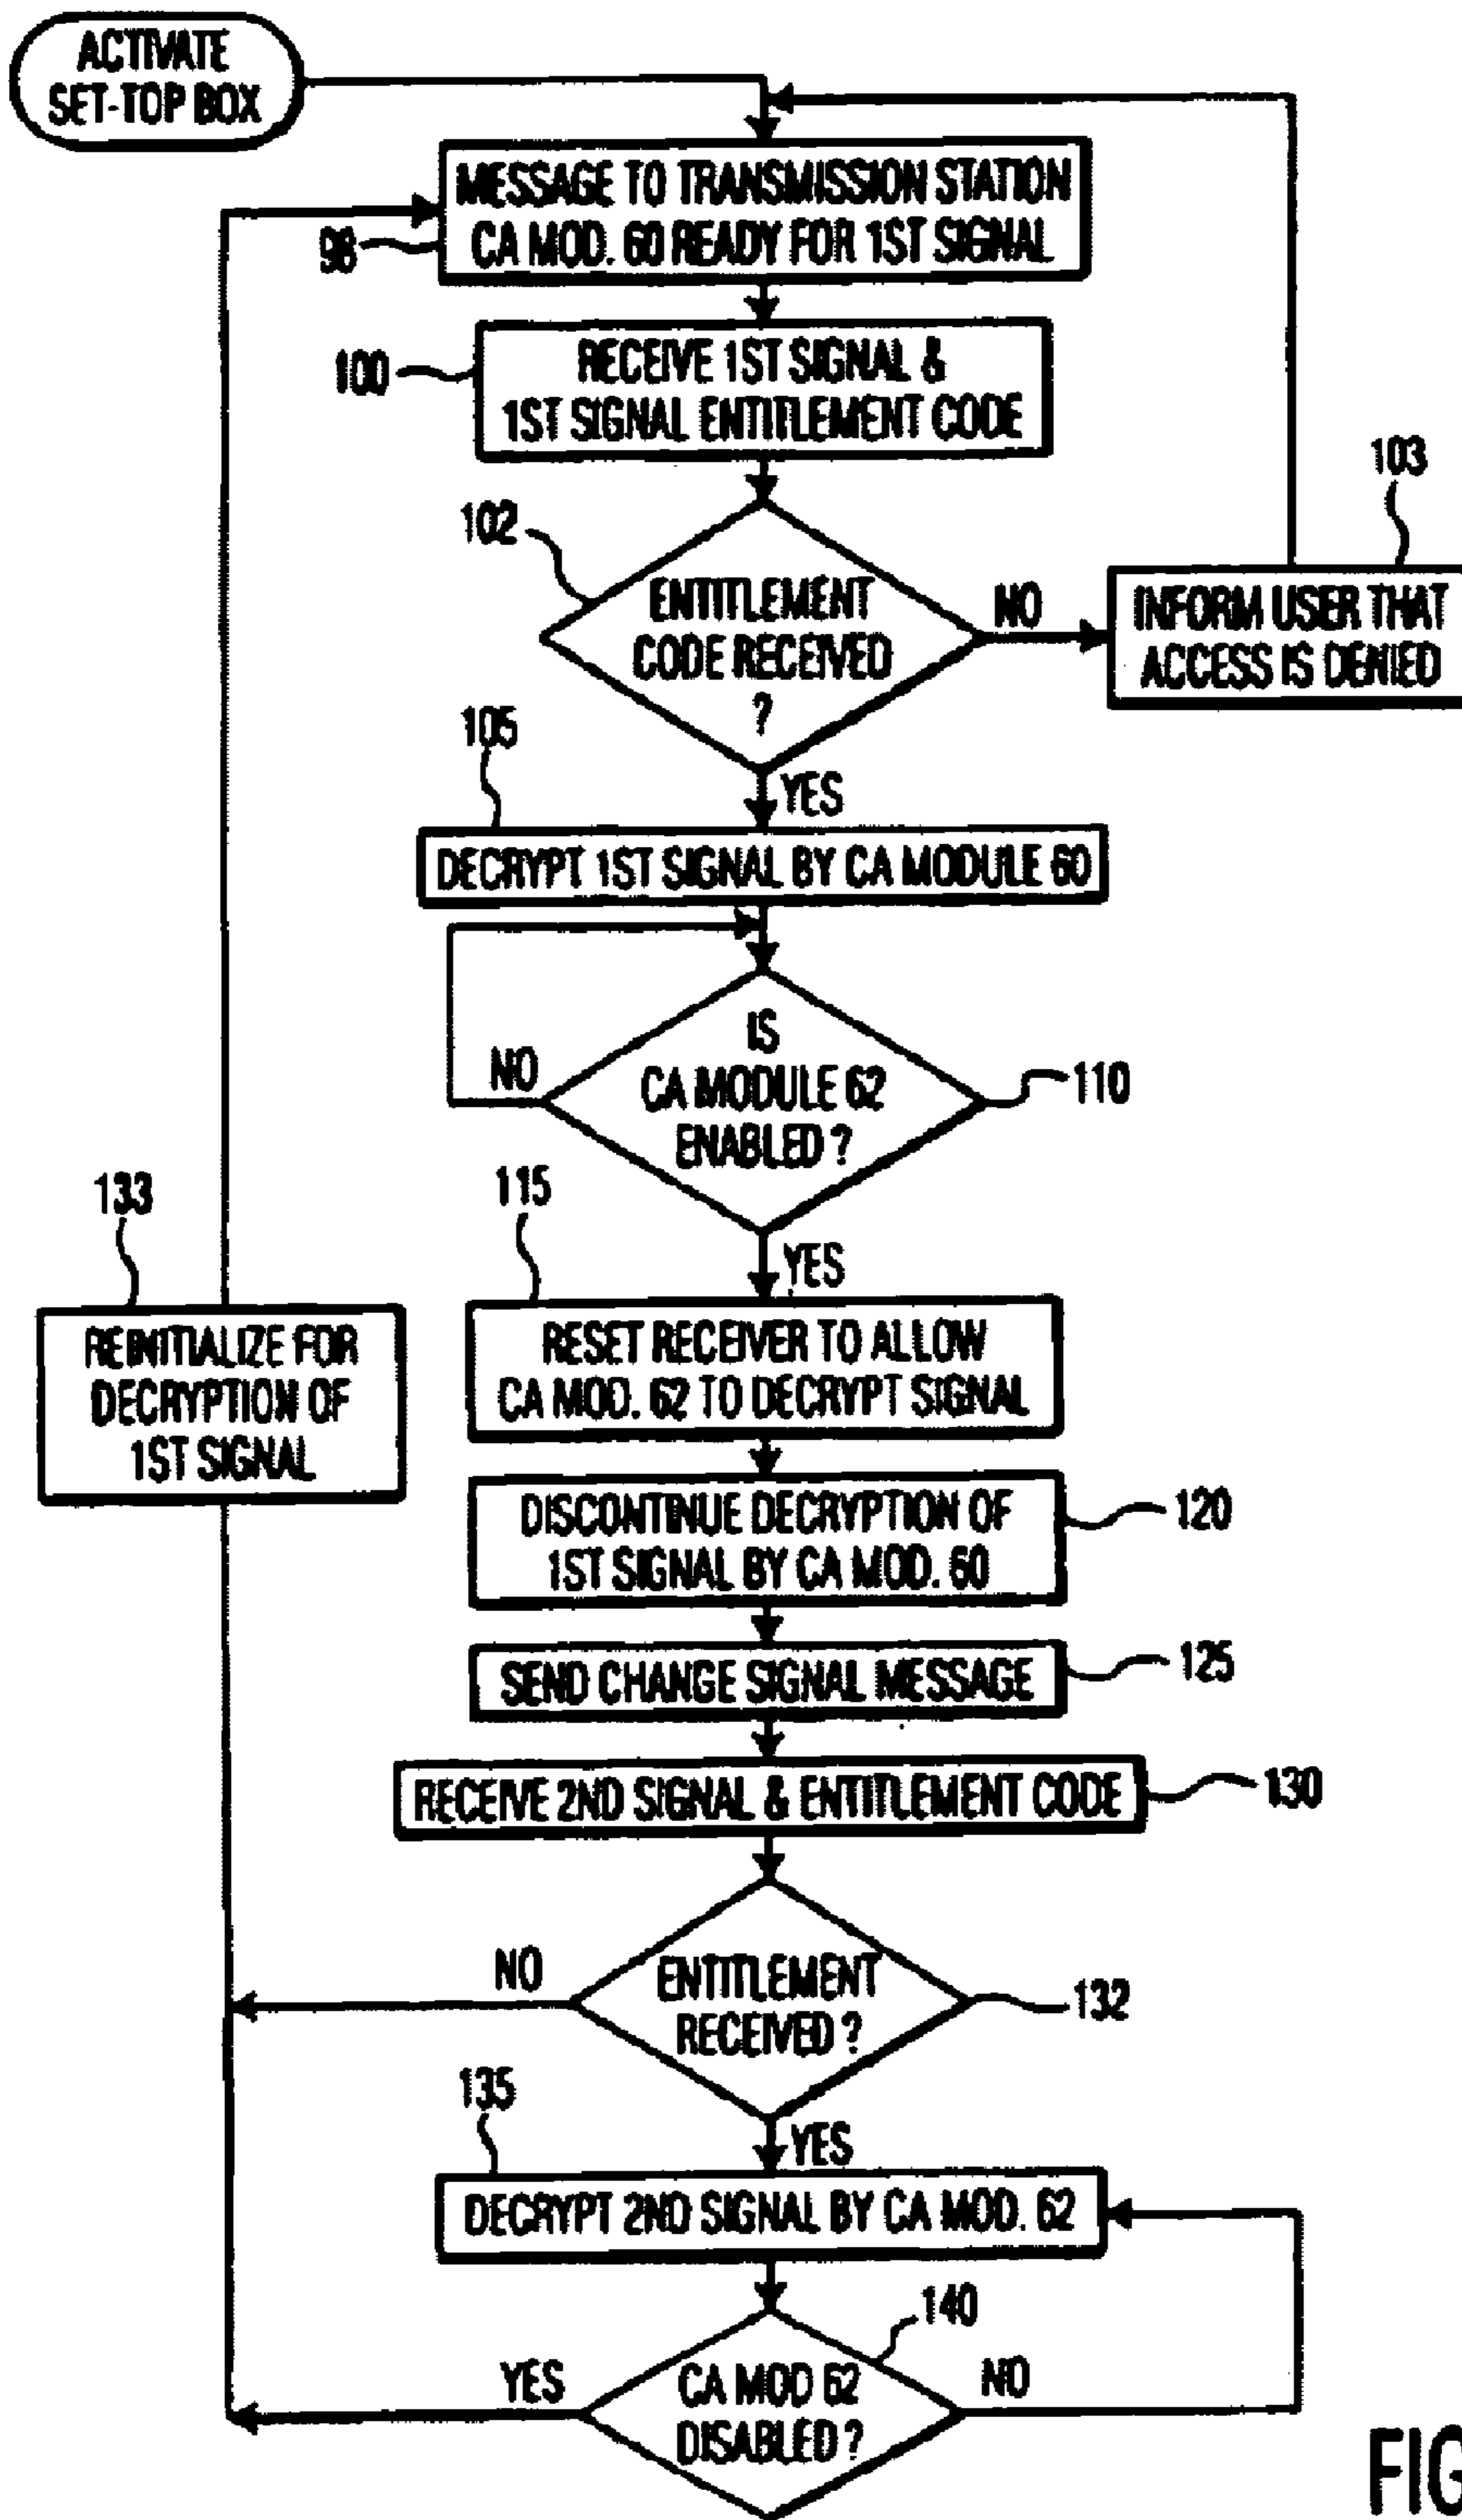 ACTIVATE
SET-TOP BOX
MESSAGE TO TRANSMISSION STATION
CA MOD. 60 READY FOR 1ST SIGNAL
98
RECEIVE 1ST SIGNAL &
1ST SIGNAL ENTITLEMENT CODE
100
103
102
ENTITLEMENT
CODE RECEIVED
?
NO
INFORM USER THAT
ACCESS IS DENIED
105
YES
DECRYPT 1ST SIGNAL BY CA MODULE 60
IS
CA MODULE 62
ENABLED ?
NO
110
133
115
YES
REINITIALIZE FOR
DECRYPTION OF
1ST SIGNAL
RESET RECEIVER TO ALLOW
CA MOD. 62 TO DECRYPT SIGNAL
DISCONTINUE DECRYPTION OF
1ST SIGNAL BY CA MOD. 60
120
SEND CHANGE SIGNAL MESSAGE
125
RECEIVE 2ND SIGNAL & ENTITLEMENT CODE
130
NO
ENTITLEMENT
RECEIVED ?
132
135
YES
DECRYPT 2ND SIGNAL BY CA MOD. 62
140
YES
CA MOD 62
DISABLED ?
NO
FIG